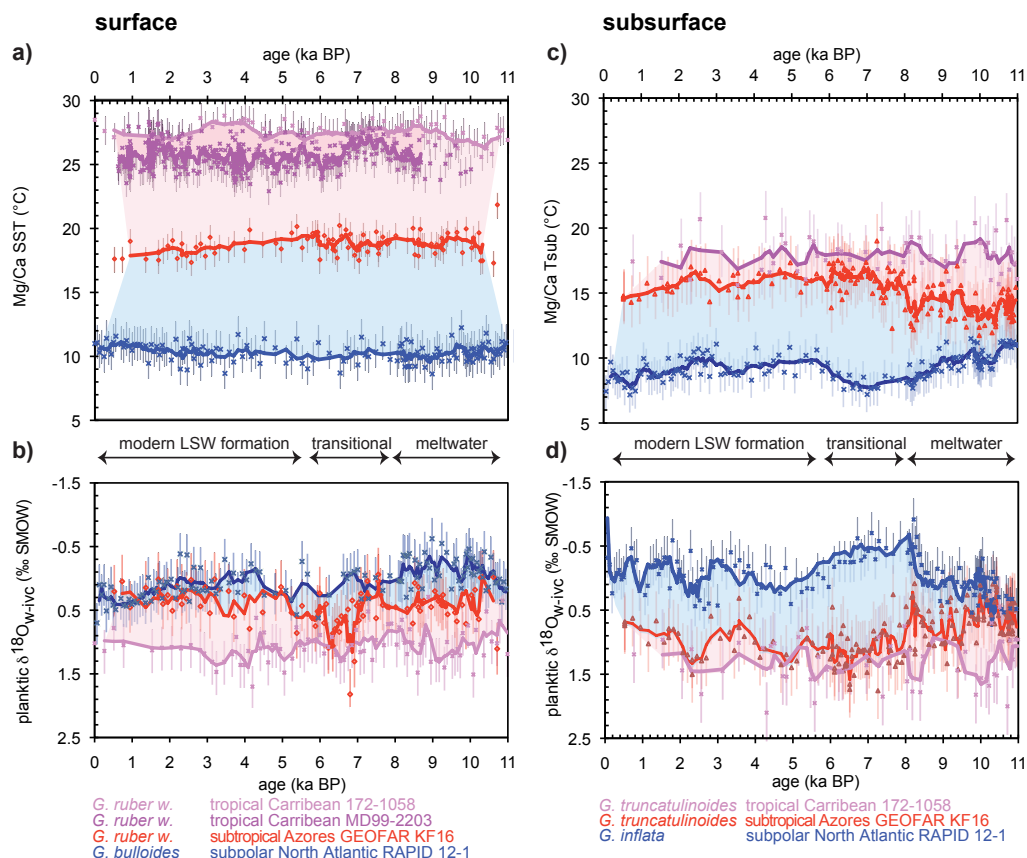 surface
subsurface
a)
age (ka BP)
0 1 2 3 4 5 6 7 8 9 10 11
30
25
20
15
10
5
Mg/Ca SST (°C)
c)
age (ka BP)
0 1 2 3 4 5 6 7 8 9 10 11
30
25
20
15
10
5
Mg/Ca Tsub (°C)
modern LSW formation transitional meltwater
modern LSW formation transitional meltwater
b)
-1.5
-0.5
0.5
1.5
2.5
planktic δ18Ow-ivc (‰ SMOW)
0 1 2 3 4 5 6 7 8 9 10 11
age (ka BP)
d)
-1.5
-0.5
0.5
1.5
2.5
planktic δ18Ow-ivc (‰ SMOW)
0 1 2 3 4 5 6 7 8 9 10 11
age (ka BP)
G. ruber w. tropical Carribean 172-1058
G. ruber w. tropical Carribean MD99-2203
G. ruber w. subtropical Azores GEOFAR KF16
G. bulloides subpolar North Atlantic RAPID 12-1
G. truncatulinoides tropical Carribean 172-1058
G. truncatulinoides subtropical Azores GEOFAR KF16
G. inflata subpolar North Atlantic RAPID 12-1